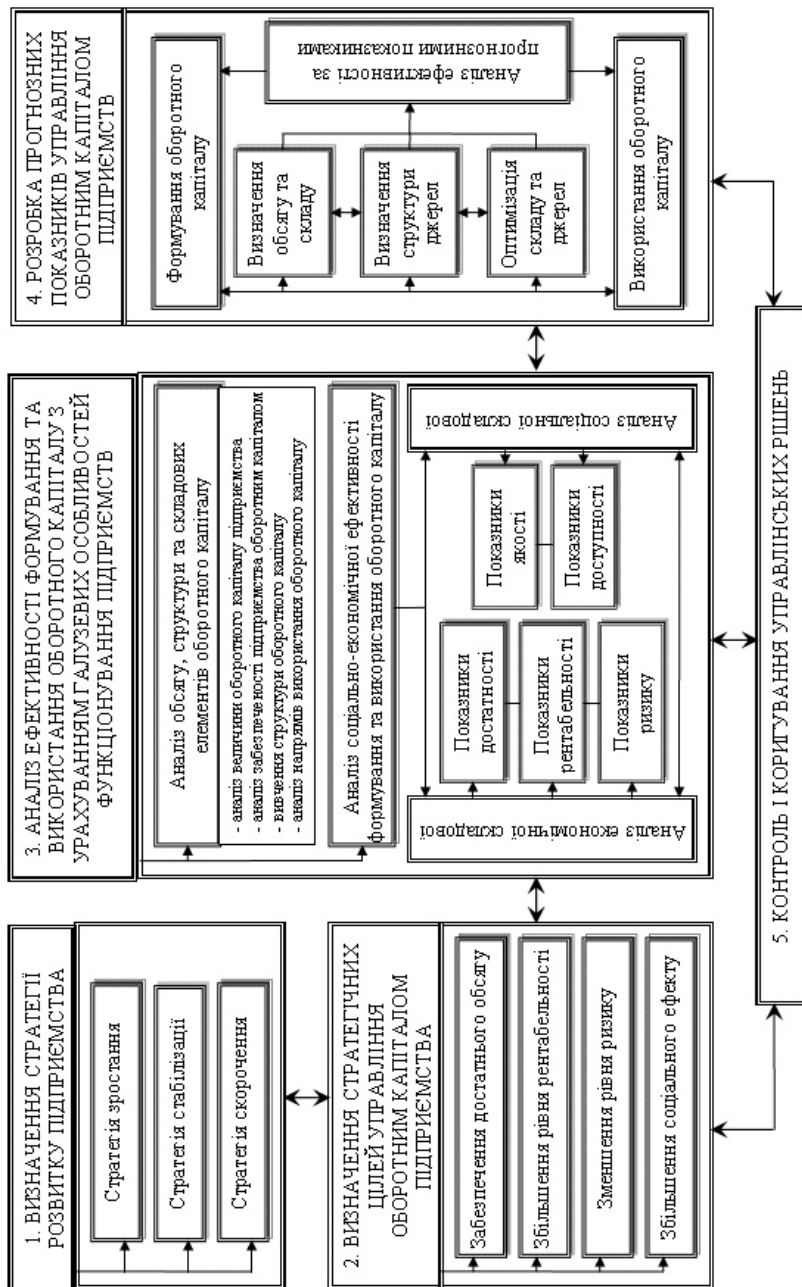 1. ВИЗНАЧЕННЯ СТРАТЕГІЇ
РОЗВИТКУ ПІДПРИЄМСТВА
Стратегія зростання
Стратегія стабілізації
Стратегія скорочення
2. ВИЗНАЧЕННЯ СТРАТЕГІЧНИХ
ЦІЛЕЙ УПРАВЛІННЯ
ОБОРОТНИМ КАПІТАЛОМ
ПІДПРИЄМСТВА
Забезпечення достатнього обсягу
Збільшення рівня рентабельності
Зменшення рівня ризику
Збільшення соціального ефекту
3. АНАЛІЗ ЕФЕКТИВНОСТІ ФОРМУВАННЯ ТА
ВИКОРИСТАННЯ ОБОРОТНОГО КАПІТАЛУ З
УРАХУВАННЯМ ГАЛУЗЕВИХ ОСОБЛИВОСТЕЙ
ФУНКЦІОНУВАННЯ ПІДПРИЄМСТВ
Аналіз обсягу, структури та складових
елементів оборотного капіталу
- аналіз величини оборотного капіталу підприємства
- аналіз забезпеченості підприємства оборотним капіталом
- вивчення структури оборотного капіталу
- аналіз напрямів використання оборотного капіталу
Аналіз соціально-економічної ефективності
формування та використання оборотного капіталу
Аналіз економічної складової
Показники
достатності
Показники
рентабельності
Показники
ризику
Показники
якості
Показники
доступності
Аналіз соціальної складової
4. РОЗРОБКА ПРОГНОЗНИХ
ПОКАЗНИКІВ УПРАВЛІННЯ
ОБОРОТНИМ КАПІТАЛОМ
ПІДПРИЄМСТВ
Формування оборотного
капіталу
Визначення
обсягу та
складу
Визначення
структури
джерел
Оптимізація
складу та
джерел
Аналіз ефективності за
прогнозними показниками
Використання оборотного
капіталу
5. КОНТРОЛЬ І КОРИГУВАННЯ УПРАВЛІНСЬКИХ РІШЕНЬ